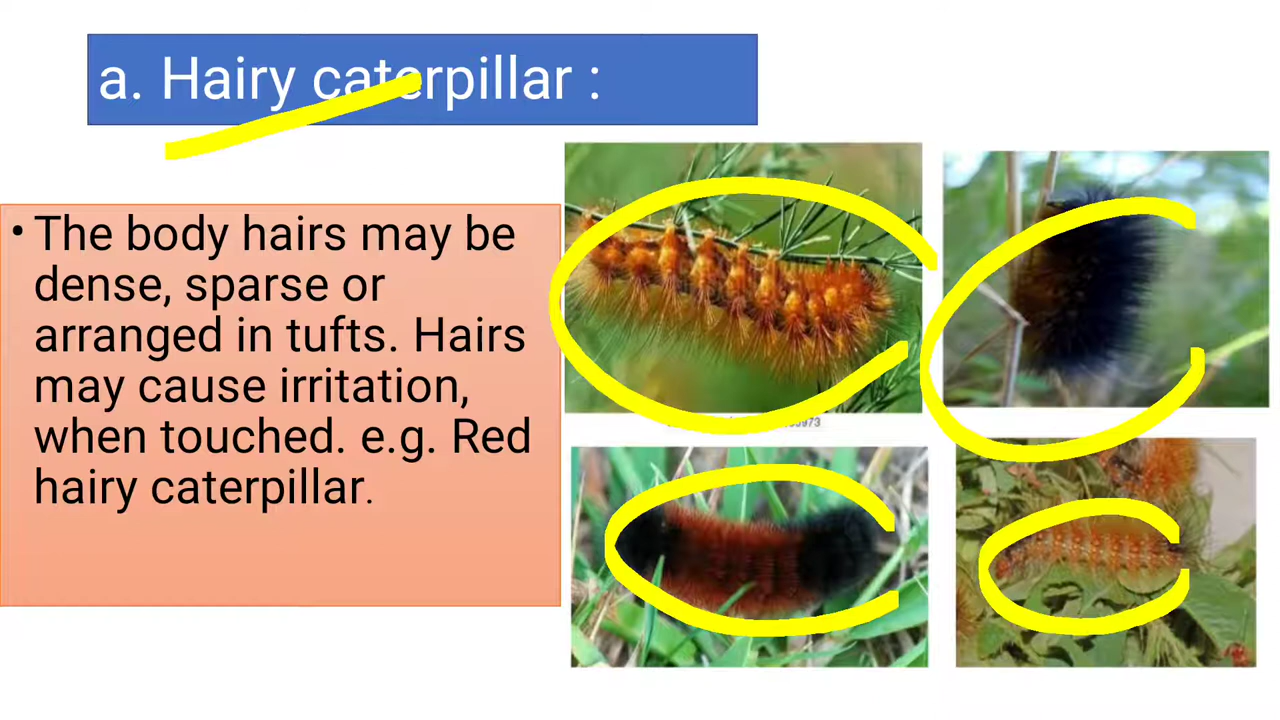 a. Hairy caterpillar :
• The body hairs may be
dense, sparse or
arranged in tufts. Hairs
may cause irritation,
when touched. e.g. Red
hairy caterpillar.